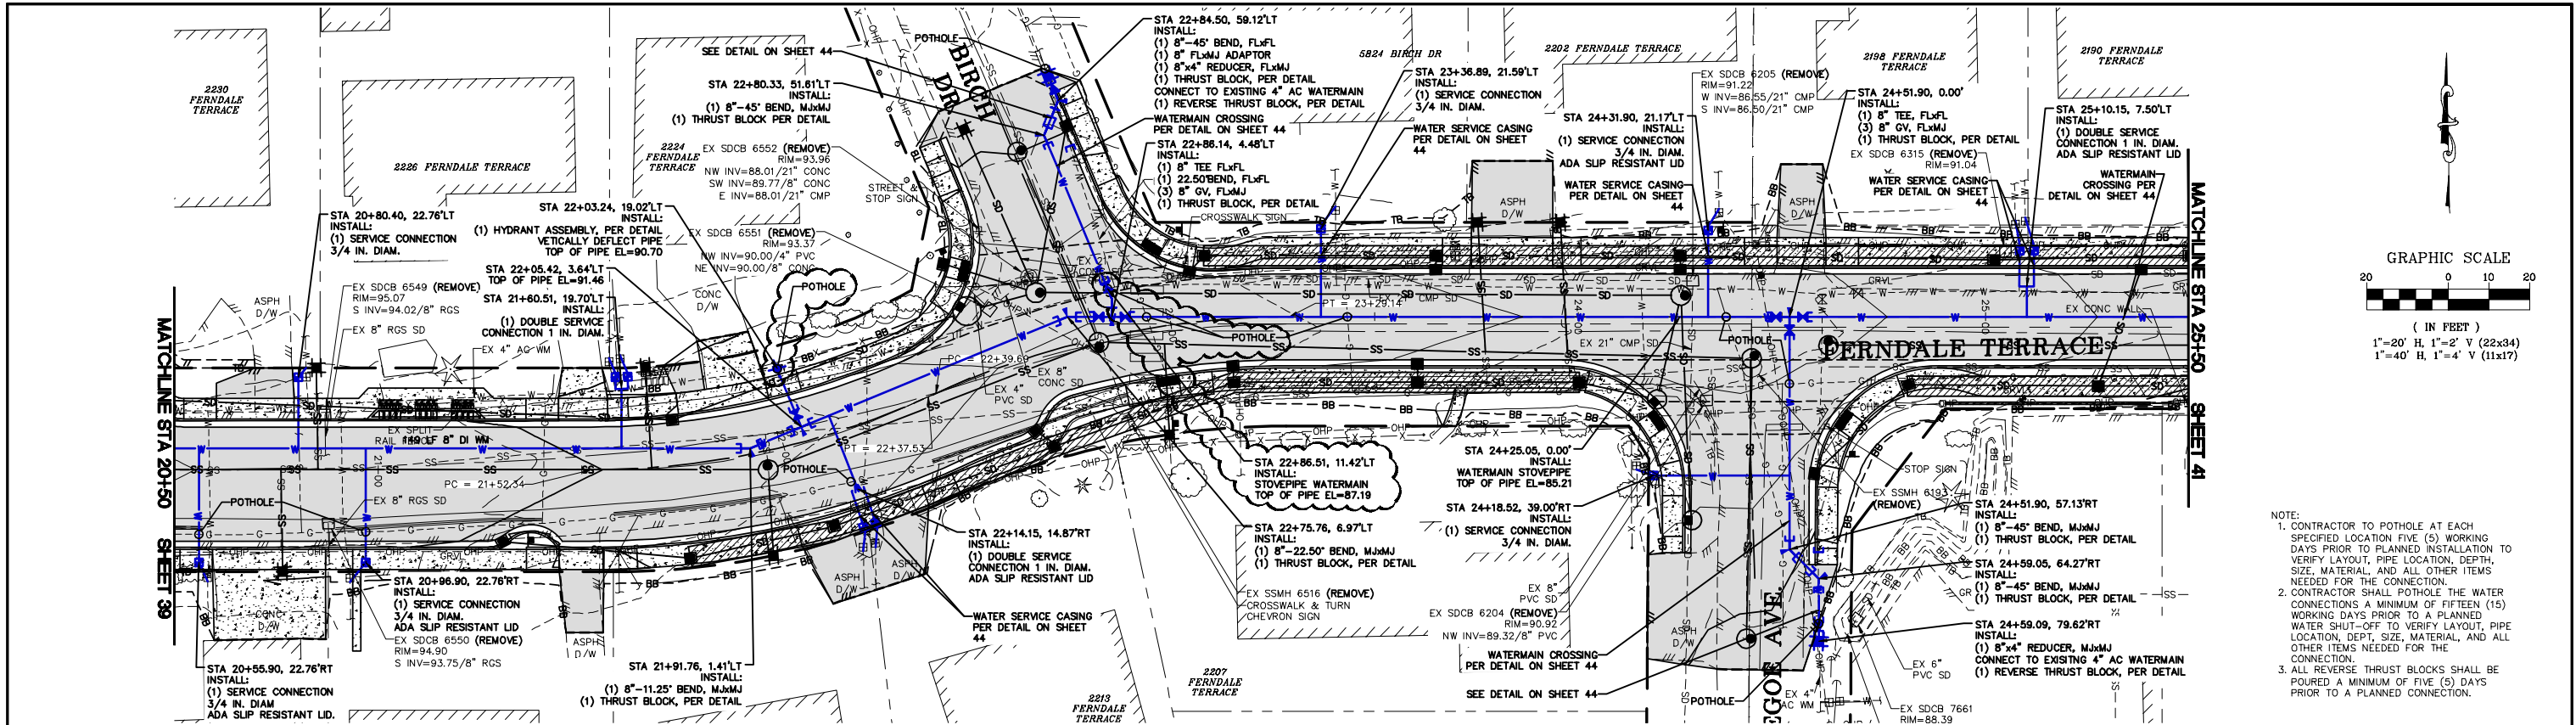 2230
FERNDALE
TERRACE
2226 FERNDALE TERRACE
2224
FERNDALE
TERRACE
5824 BIRCH DR
2202 FERNDALE TERRACE
2198 FERNDALE
TERRACE
2190 FERNDALE
TERRACE
2207
FERNDALE
TERRACE
2213
FERNDALE
TERRACE
BIRCH
DR
FERNDALE TERRACE
EGOE AVE.
MATCHLINE STA 20+50 SHEET 39
MATCHLINE STA 25+50 SHEET 41
SEE DETAIL ON SHEET 44
POTHOLE
STA 22+80.33, 51.61'LT
INSTALL:
(1) 8"-45° BEND, MJxMJ
(1) THRUST BLOCK PER DETAIL
EX SDCB 6552 (REMOVE)
RIM=93.96
NW INV=88.01/21" CONC
SW INV=89.77/8" CONC
E INV=88.01/21" CMP
STREET &
STOP SIGN
STA 22+03.24, 19.02'LT
INSTALL:
(1) HYDRANT ASSEMBLY, PER DETAIL
VETICALLY DEFLECT PIPE
TOP OF PIPE EL=90.70
EX SDCB 6551 (REMOVE)
RIM=93.37
NW INV=90.00/4" PVC
NE INV=90.00/8" CONC
STA 22+05.42, 3.64'LT
TOP OF PIPE EL=91.46
STA 21+60.51, 19.70'LT
INSTALL:
(1) DOUBLE SERVICE
CONNECTION 1 IN. DIAM.
CONC
D/W
POTHOLE
STA 20+80.40, 22.76'LT
INSTALL:
(1) SERVICE CONNECTION
3/4 IN. DIAM.
EX SDCB 6549 (REMOVE)
RIM=95.07
S INV=94.02/8" RGS
EX 8" RGS SD
EX 4" AC WM
ASPH
D/W
EX SPLIT
149 LF 8" DI WM
PC = 21+52.34
EX 8" RGS SD
POTHOLE
POTHOLE
21+00
PT = 22+37.53
PC = 22+39.69
EX 8"
CONC SD
EX 4"
PVC SD
STA 22+84.50, 59.12'LT
INSTALL:
(1) 8"-45° BEND, FLxFL
(1) 8" FLxMJ ADAPTOR
(1) 8"x4" REDUCER, FLxMJ
(1) THRUST BLOCK, PER DETAIL
CONNECT TO EXISTING 4" AC WATERMAIN
(1) REVERSE THRUST BLOCK, PER DETAIL
WATERMAIN CROSSING
PER DETAIL ON SHEET 44
STA 22+86.14, 4.48'LT
INSTALL:
(1) 8" TEE FLxFL
(1) 22.50°BEND, FLxFL
(3) 8" GV, FLxMJ
(1) THRUST BLOCK, PER DETAIL
CROSSWALK SIGN
STA 23+36.89, 21.59'LT
INSTALL:
(1) SERVICE CONNECTION
3/4 IN. DIAM.
WATER SERVICE CASING
PER DETAIL ON SHEET
44
PT = 23+29.14
POTHOLE
24+00
EX 21" CMP SD
EX SDCB 6205 (REMOVE)
RIM=91.22
W INV=86.55/21" CMP
S INV=86.50/21" CMP
STA 24+31.90, 21.17'LT
INSTALL:
(1) SERVICE CONNECTION
3/4 IN. DIAM.
ADA SLIP RESISTANT LID
WATER SERVICE CASING
PER DETAIL ON SHEET
44
ASPH
D/W
ASPH
D/W
STA 24+51.90, 0.00'
INSTALL:
(1) 8" TEE, FLxFL
(3) 8" GV, FLxMJ
(1) THRUST BLOCK, PER DETAIL
EX SDCB 6315 (REMOVE)
RIM=91.04
WATER SERVICE CASING
PER DETAIL ON SHEET
44
STA 25+10.15, 7.50'LT
INSTALL:
(1) DOUBLE SERVICE
CONNECTION 1 IN. DIAM.
ADA SLIP RESISTANT LID
WATERMAIN
CROSSING PER
DETAIL ON SHEET 44
GRVL
GRVL
25+00
EX CONC WALL
POTHOLE
STA 20+55.90, 22.76'RT
INSTALL:
(1) SERVICE CONNECTION
3/4 IN. DIAM
ADA SLIP RESISTANT LID.
CONC
D/W
GRVL
STA 20+96.90, 22.76'RT
INSTALL:
(1) SERVICE CONNECTION
3/4 IN. DIAM.
ADA SLIP RESISTANT LID
EX SDCB 6550 (REMOVE)
RIM=94.90
S INV=93.75/8" RGS
ASPH
D/W
STA 21+91.76, 1.41'LT
INSTALL:
(1) 8"-11.25° BEND, MJxMJ
(1) THRUST BLOCK, PER DETAIL
ASPH
D/W
ASPH
D/W
STA 22+14.15, 14.87'RT
INSTALL:
(1) DOUBLE SERVICE
CONNECTION 1 IN. DIAM.
ADA SLIP RESISTANT LID
WATER SERVICE CASING
PER DETAIL ON SHEET
44
STA 22+86.51, 11.42'LT
INSTALL:
STOVEPIPE WATERMAIN
TOP OF PIPE EL=87.19
STA 22+75.76, 6.97'LT
INSTALL:
(1) 8"-22.50° BEND, MJxMJ
(1) THRUST BLOCK, PER DETAIL
EX SSMH 6516 (REMOVE)
CROSSWALK & TURN
CHEVRON SIGN
STA 24+25.05, 0.00'
INSTALL:
WATERMAIN STOVEPIPE
TOP OF PIPE EL=85.21
STA 24+18.52, 39.00'RT
INSTALL:
(1) SERVICE CONNECTION
3/4 IN. DIAM.
EX 8"
PVC SD
EX SDCB 6204 (REMOVE)
RIM=90.92
NW INV=89.32/8" PVC
WATERMAIN CROSSING
PER DETAIL ON SHEET 44
SEE DETAIL ON SHEET 44
ASPH
D/W
POTHOLE
EX 4"
AC WM
STOP SIGN
EX SSMH 6193
(REMOVE)
STA 24+51.90, 57.13'RT
INSTALL:
(1) 8"-45° BEND, MJxMJ
(1) THRUST BLOCK, PER DETAIL
STA 24+59.05, 64.27'RT
INSTALL:
(1) 8"-45° BEND, MJxMJ
(1) THRUST BLOCK, PER DETAIL
STA 24+59.09, 79.62'RT
INSTALL:
(1) 8"x4" REDUCER, MJxMJ
CONNECT TO EXISITNG 4" AC WATERMAIN
(1) REVERSE THRUST BLOCK, PER DETAIL
EX 6"
PVC SD
EX SDCB 7661
RIM=88.39
GRAPHIC SCALE
20 0 10 20
( IN FEET )
1"=20' H, 1"=2' V (22x34)
1"=40' H, 1"=4' V (11x17)
NOTE:
1. CONTRACTOR TO POTHOLE AT EACH
SPECIFIED LOCATION FIVE (5) WORKING
DAYS PRIOR TO PLANNED INSTALLATION TO
VERIFY LAYOUT, PIPE LOCATION, DEPTH,
SIZE, MATERIAL, AND ALL OTHER ITEMS
NEEDED FOR THE CONNECTION.
2. CONTRACTOR SHALL POTHOLE THE WATER
CONNECTIONS A MINIMUM OF FIFTEEN (15)
WORKING DAYS PRIOR TO A PLANNED
WATER SHUT-OFF TO VERIFY LAYOUT, PIPE
LOCATION, DEPT, SIZE, MATERIAL, AND ALL
OTHER ITEMS NEEDED FOR THE
CONNECTION.
3. ALL REVERSE THRUST BLOCKS SHALL BE
POURED A MINIMUM OF FIVE (5) DAYS
PRIOR TO A PLANNED CONNECTION.